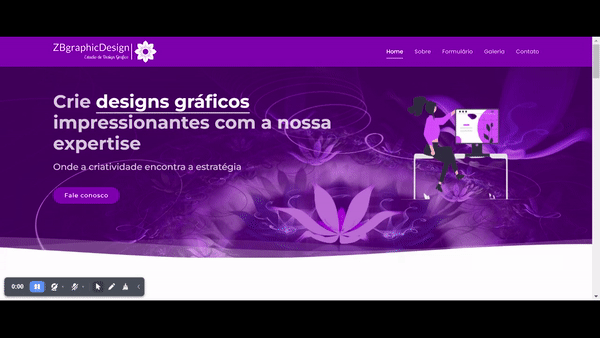 ZBgraphicDesign
Estúdio de Design Gráfico
Home Sobre Formulário Galeria Contato
Crie designs gráficos
impressionantes com a nossa
expertise
Onde a criatividade encontra a estratégia
Fale conosco
0:00